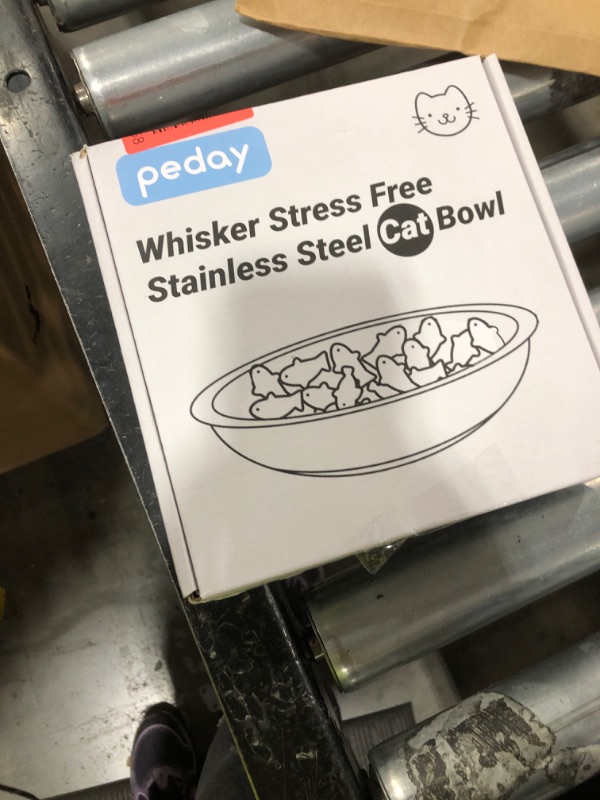 peday
Whisker Stress Free
Stainless Steel Cat Bowl